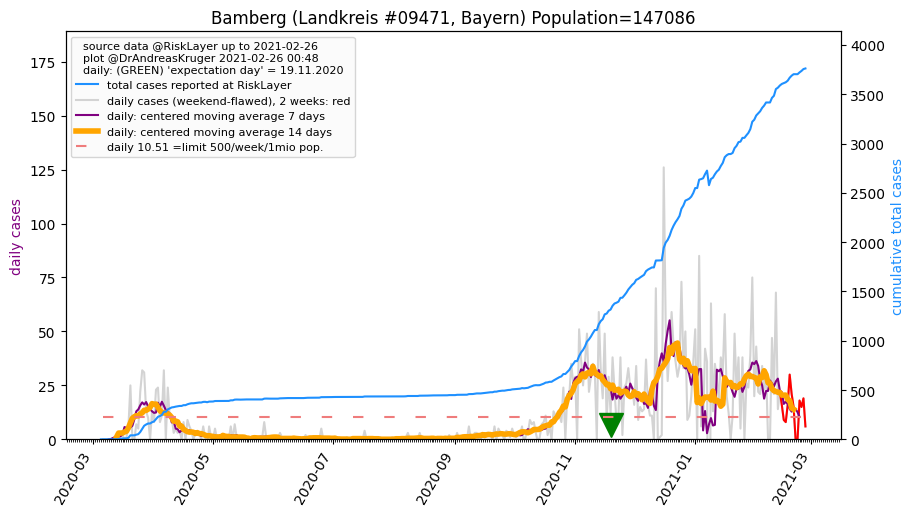 Bamberg (Landkreis #09471, Bayern) Population=147086
source data @RiskLayer up to 2021-02-26
plot @DrAndreasKruger 2021-02-26 00:48
daily: (GREEN) 'expectation day' = 19.11.2020
total cases reported at RiskLayer
daily cases (weekend-flawed), 2 weeks: red
daily: centered moving average 7 days
daily: centered moving average 14 days
daily 10.51 =limit 500/week/1mio pop.
daily cases
175
150
125
100
75
50
25
0
cumulative total cases
4000
3500
3000
2500
2000
1500
1000
500
0
2020-03
2020-05
2020-07
2020-09
2020-11
2021-01
2021-03